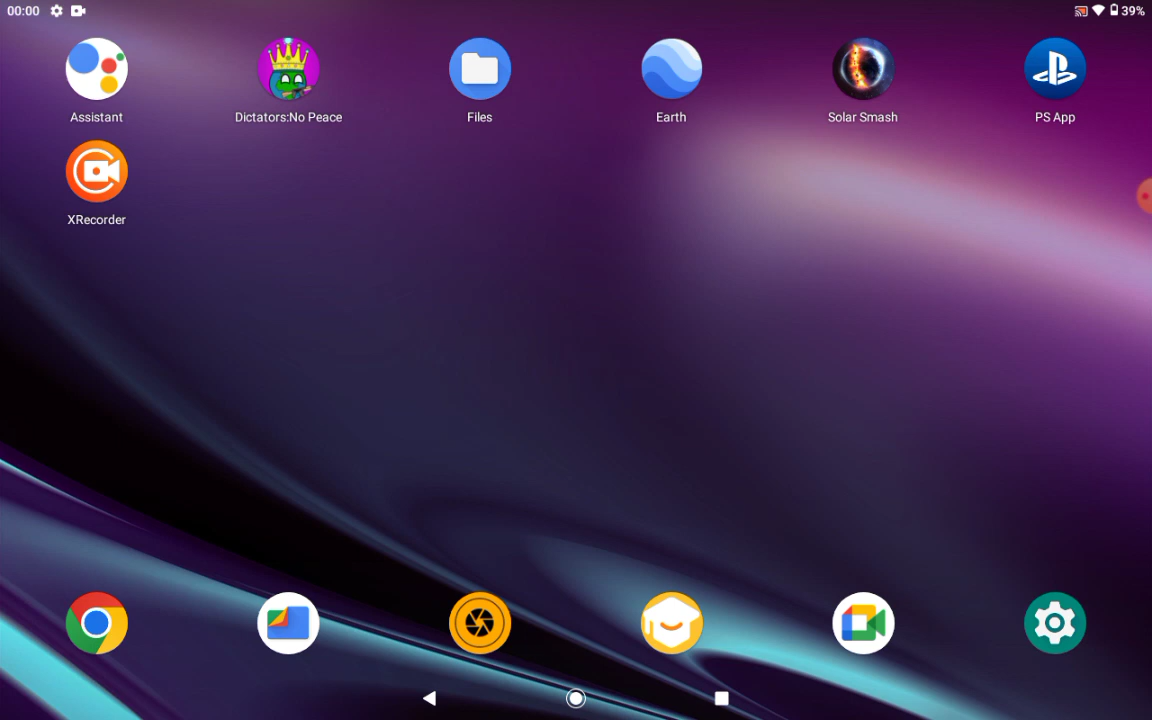 00:00
39%
Assistant
Dictators:No Peace
Files
Earth
Solar Smash
PS App
XRecorder